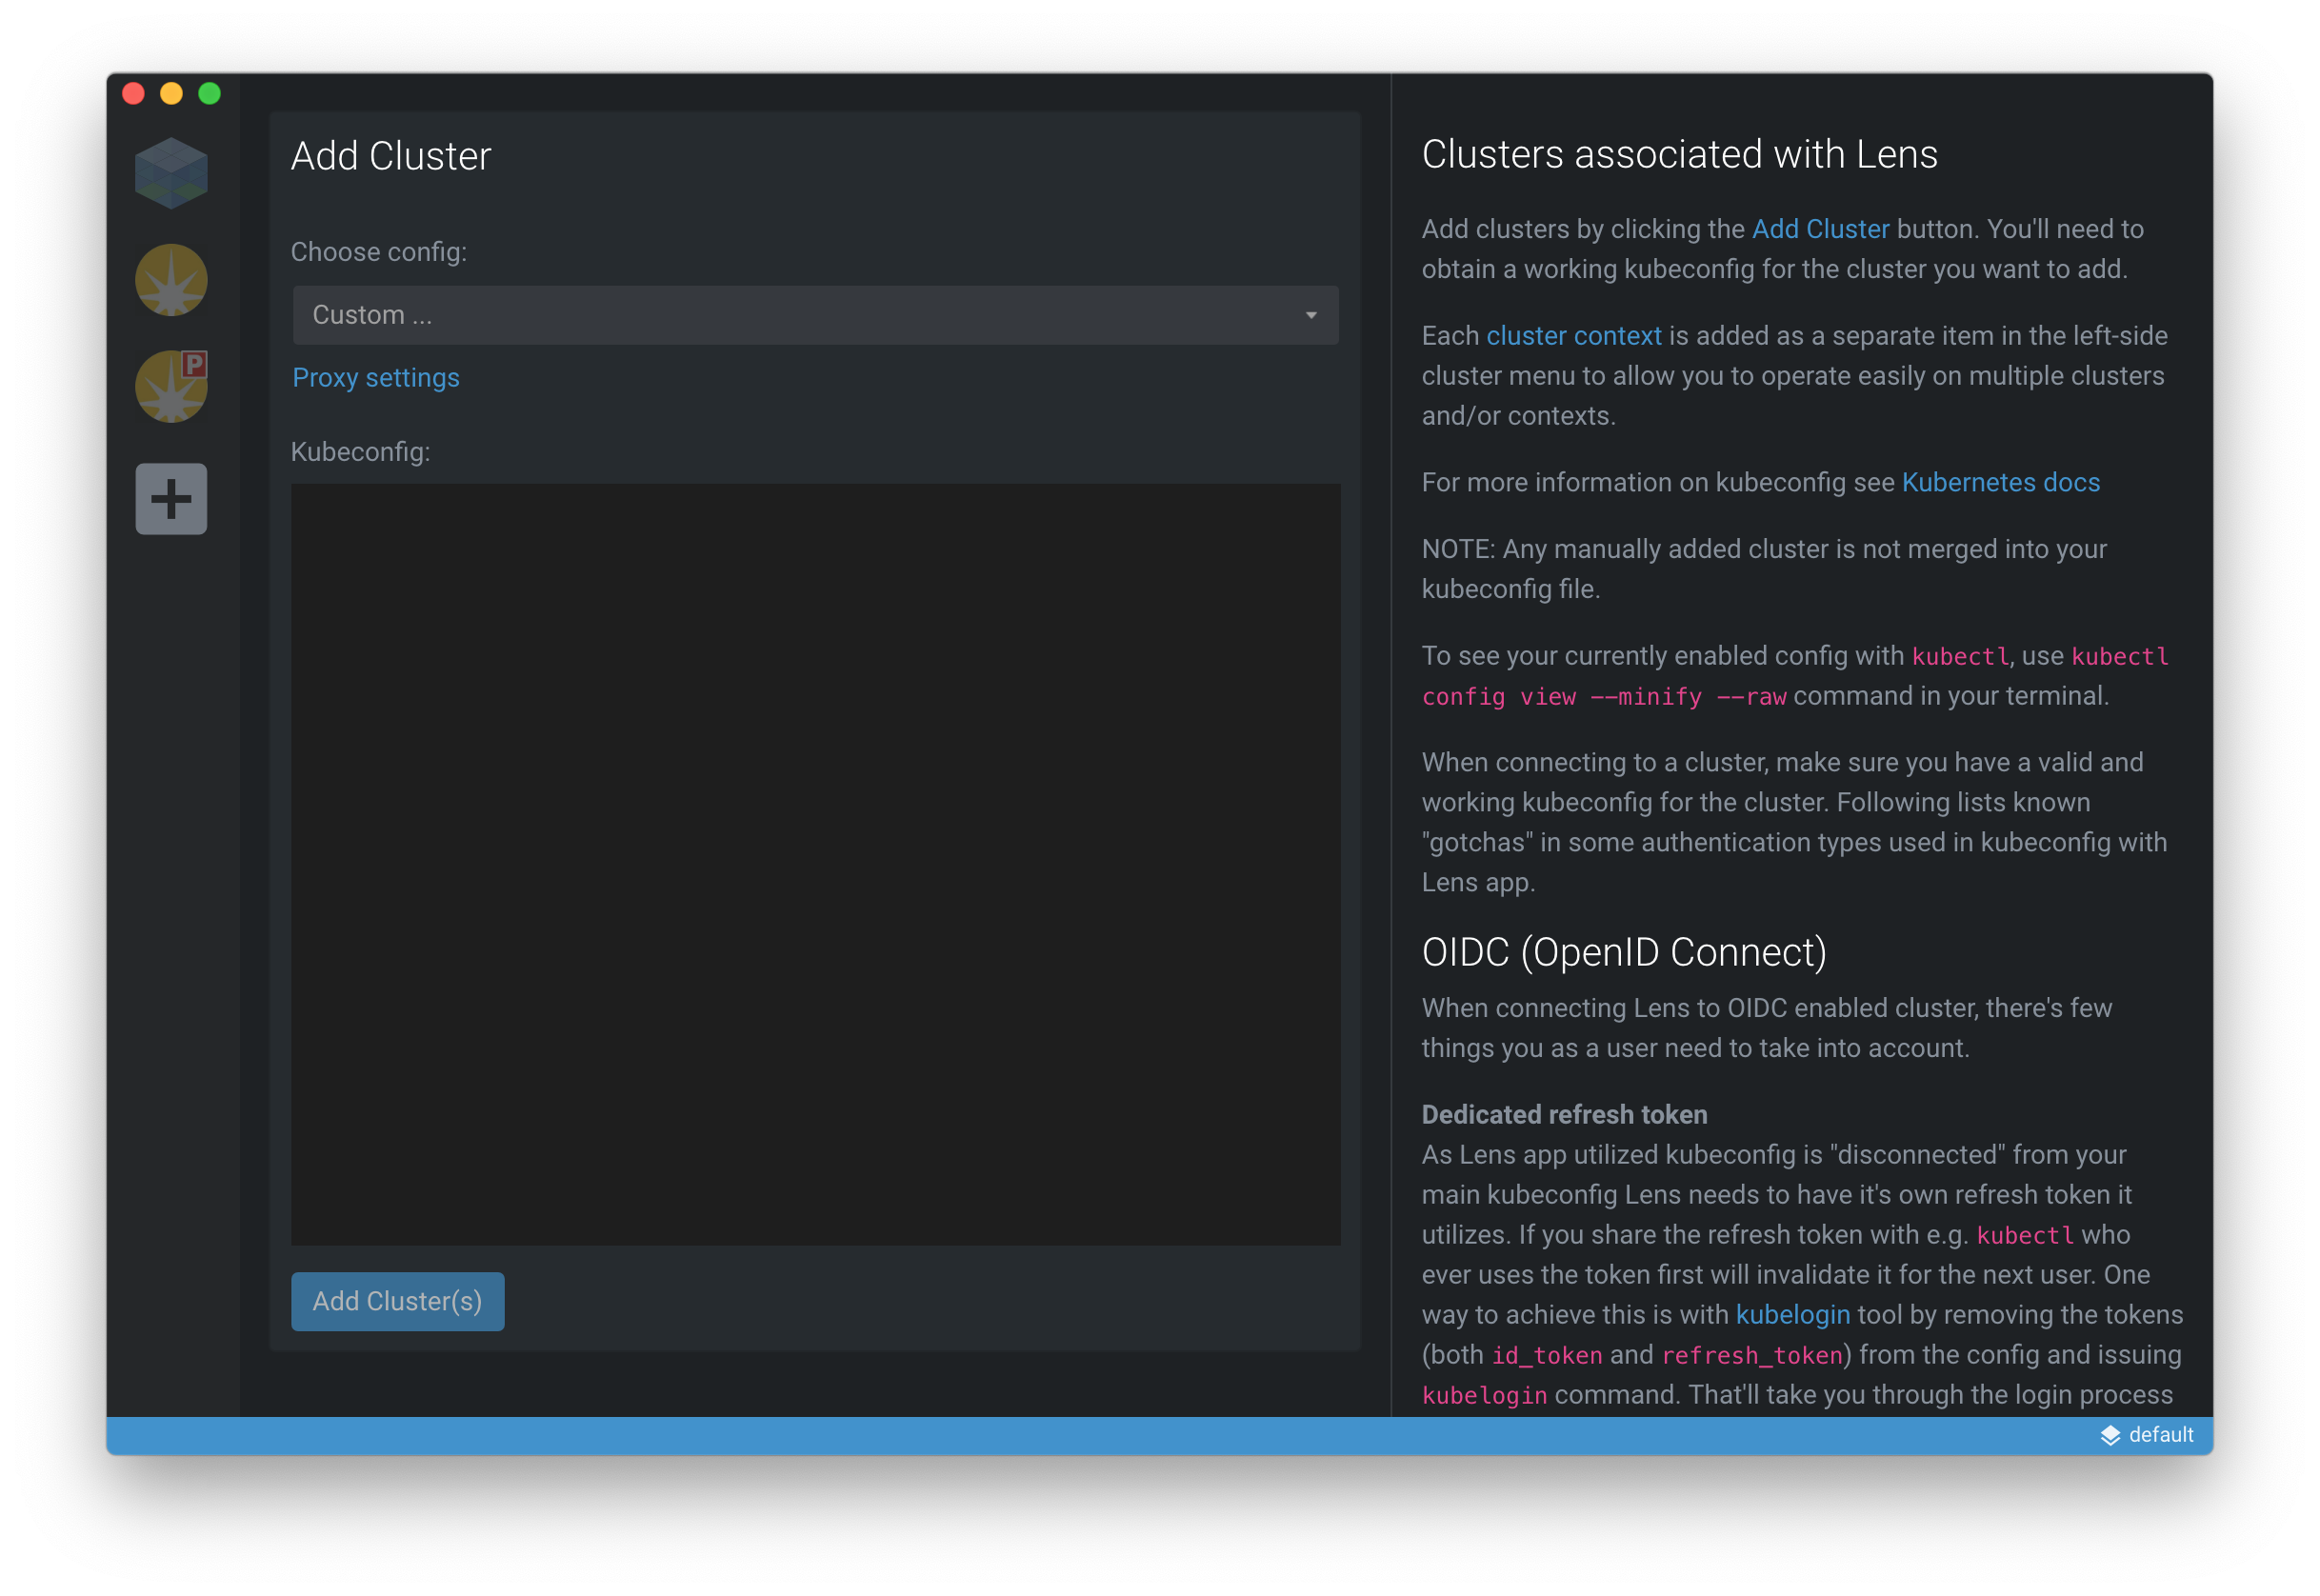 P
Add Cluster
Choose config:
Custom ...
Proxy settings
Kubeconfig:
Add Cluster(s)
Clusters associated with Lens
Add clusters by clicking the Add Cluster button. You'll need to
obtain a working kubeconfig for the cluster you want to add.
Each cluster context is added as a separate item in the left-side
cluster menu to allow you to operate easily on multiple clusters
and/or contexts.
For more information on kubeconfig see Kubernetes docs
NOTE: Any manually added cluster is not merged into your
kubeconfig file.
To see your currently enabled config with kubectl, use kubectl
config view --minify --raw command in your terminal.
When connecting to a cluster, make sure you have a valid and
working kubeconfig for the cluster. Following lists known
"gotchas" in some authentication types used in kubeconfig with
Lens app.
OIDC (OpenID Connect)
When connecting Lens to OIDC enabled cluster, there's few
things you as a user need to take into account.
Dedicated refresh token
As Lens app utilized kubeconfig is "disconnected" from your
main kubeconfig Lens needs to have it's own refresh token it
utilizes. If you share the refresh token with e.g. kubectl who
ever uses the token first will invalidate it for the next user. One
way to achieve this is with kubelogin tool by removing the tokens
(both id_token and refresh_token) from the config and issuing
kubelogin command. That'll take you through the login process
default